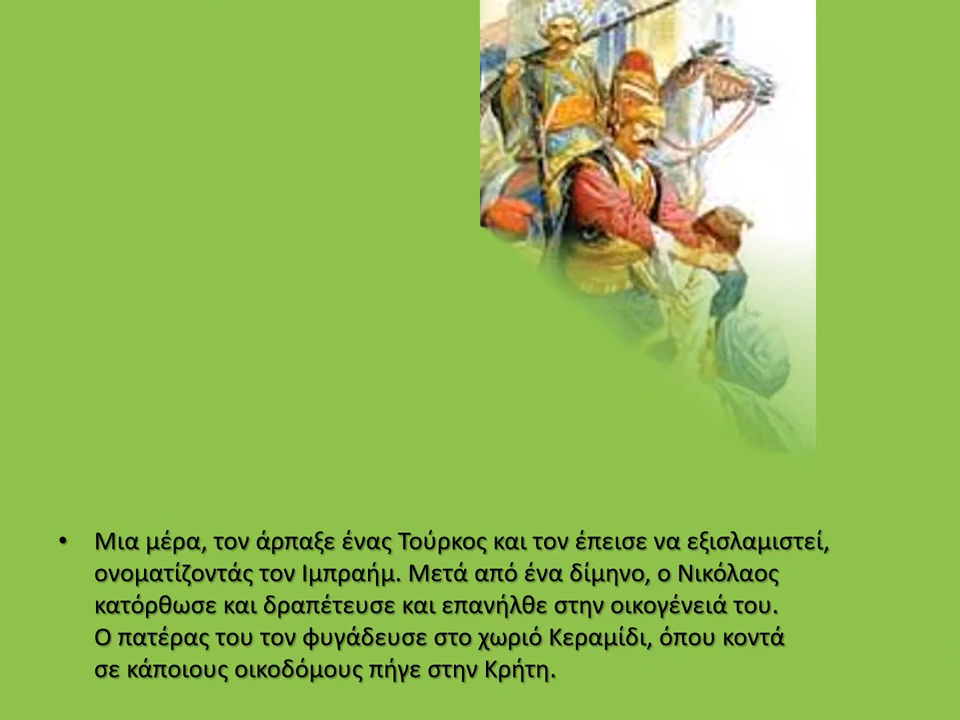 • Μια μέρα, τον άρπαξε ένας Τούρκος και τον έπεισε να εξισλαμιστεί,
ονοματίζοντάς τον Ιμπραήμ. Μετά από ένα δίμηνο, ο Νικόλαος
κατόρθωσε και δραπέτευσε και επανήλθε στην οικογένειά του.
Ο πατέρας του τον φυγάδευσε στο χωριό Κεραμίδι, όπου κοντά
σε κάποιους οικοδόμους πήγε στην Κρήτη.